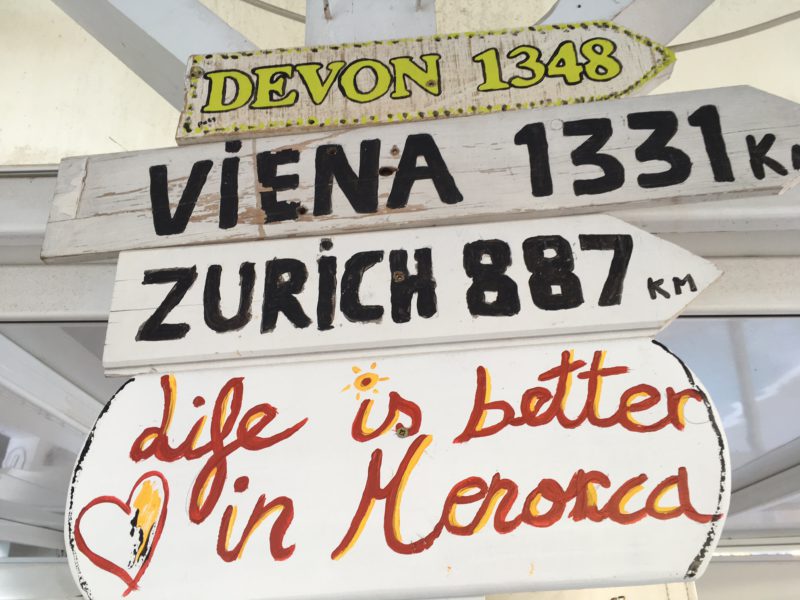 DEVON 1348
ViENA 1331 KM
ZURiCH 887 KM
Life is better
in Menorca